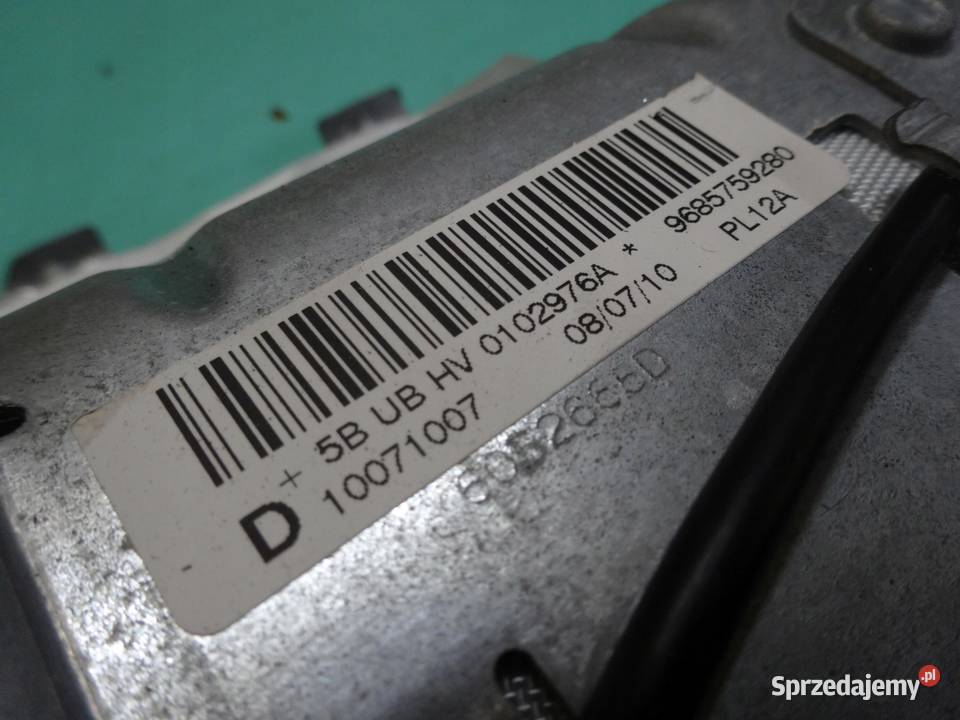 + 5B UB HV 0102976A * 9685759280
D 10071007 08/07/10 PL12A
Sprzedajemy.pl